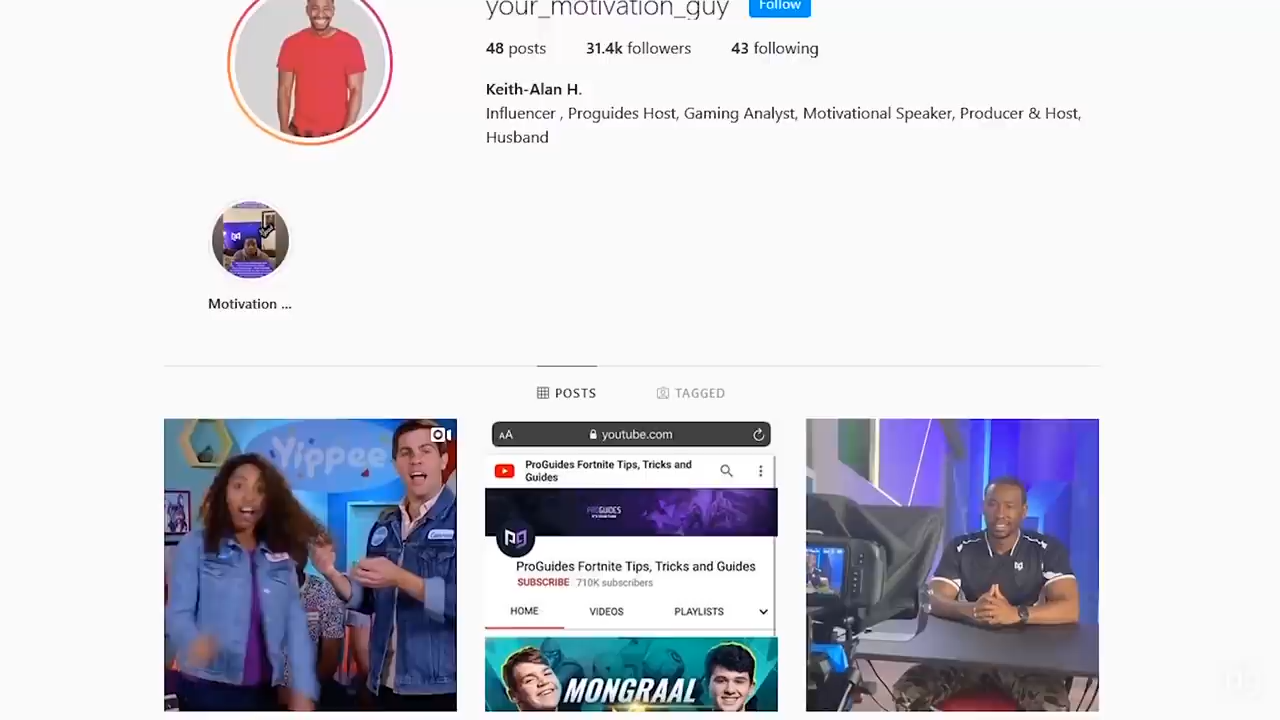 your_motivation_guy Follow
48 posts 31.4k followers 43 following
Keith-Alan H.
Influencer , Proguides Host, Gaming Analyst, Motivational Speaker, Producer & Host,
Husband
Motivation ...
POSTS TAGGED
Yippee
AA youtube.com
ProGuides Fortnite Tips, Tricks and
Guides
PROGUIDES
pg
ProGuides Fortnite Tips, Tricks and Guides
SUBSCRIBE 710K subscribers
HOME VIDEOS PLAYLISTS
MONGRAAL